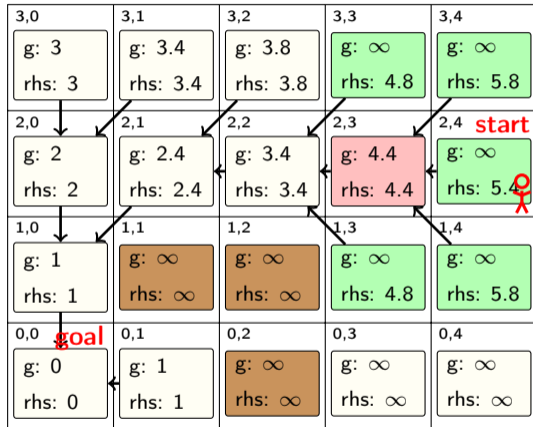 3,0 3,1 3,2 3,3 3,4
g: 3 g: 3.4 g: 3.8 g: ∞ g: ∞
rhs: 3 rhs: 3.4 rhs: 3.8 rhs: 4.8 rhs: 5.8
2,0 2,1 2,2 2,3 2,4 start
g: 2 g: 2.4 g: 3.4 g: 4.4 g: ∞
rhs: 2 rhs: 2.4 rhs: 3.4 rhs: 4.4 rhs: 5.4
1,0 1,1 1,2 1,3 1,4
g: 1 g: ∞ g: ∞ g: ∞ g: ∞
rhs: 1 rhs: ∞ rhs: ∞ rhs: 4.8 rhs: 5.8
0,0 goal 0,1 0,2 0,3 0,4
g: 0 g: 1 g: ∞ g: ∞ g: ∞
rhs: 0 rhs: 1 rhs: ∞ rhs: ∞ rhs: ∞